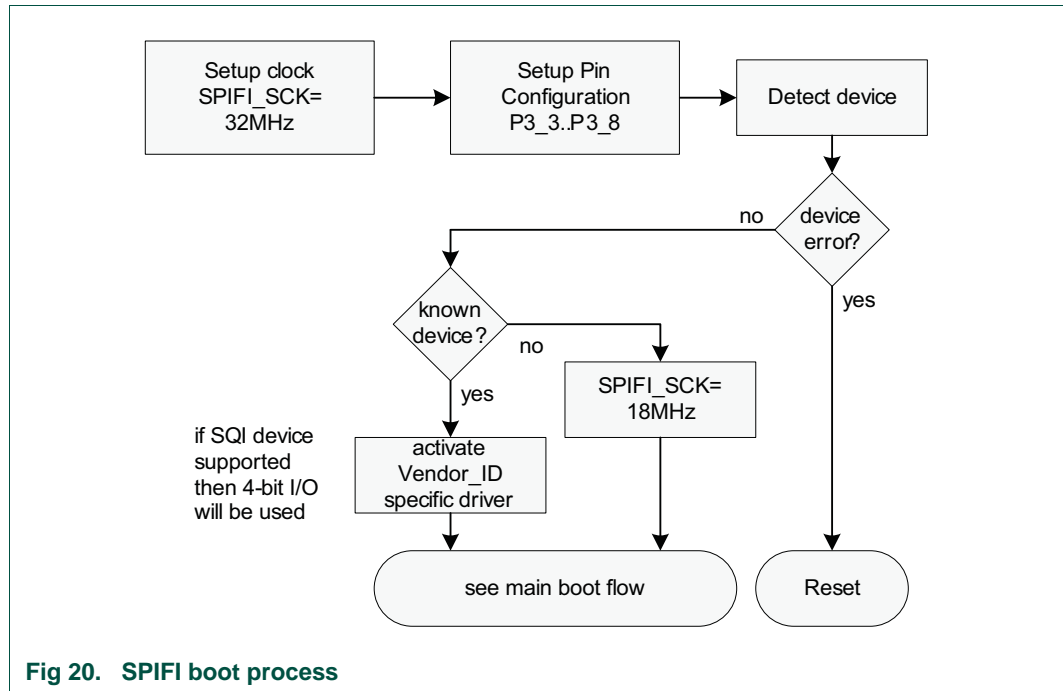 Setup clock
SPIFI_SCK=
32MHz
Setup Pin
Configuration
P3_3..P3_8
Detect device
device
error?
no
yes
known
device?
no
yes
SPIFI_SCK=
18MHz
if SQI device
supported
then 4-bit I/O
will be used
activate
Vendor_ID
specific driver
see main boot flow
Reset
Fig 20. SPIFI boot process